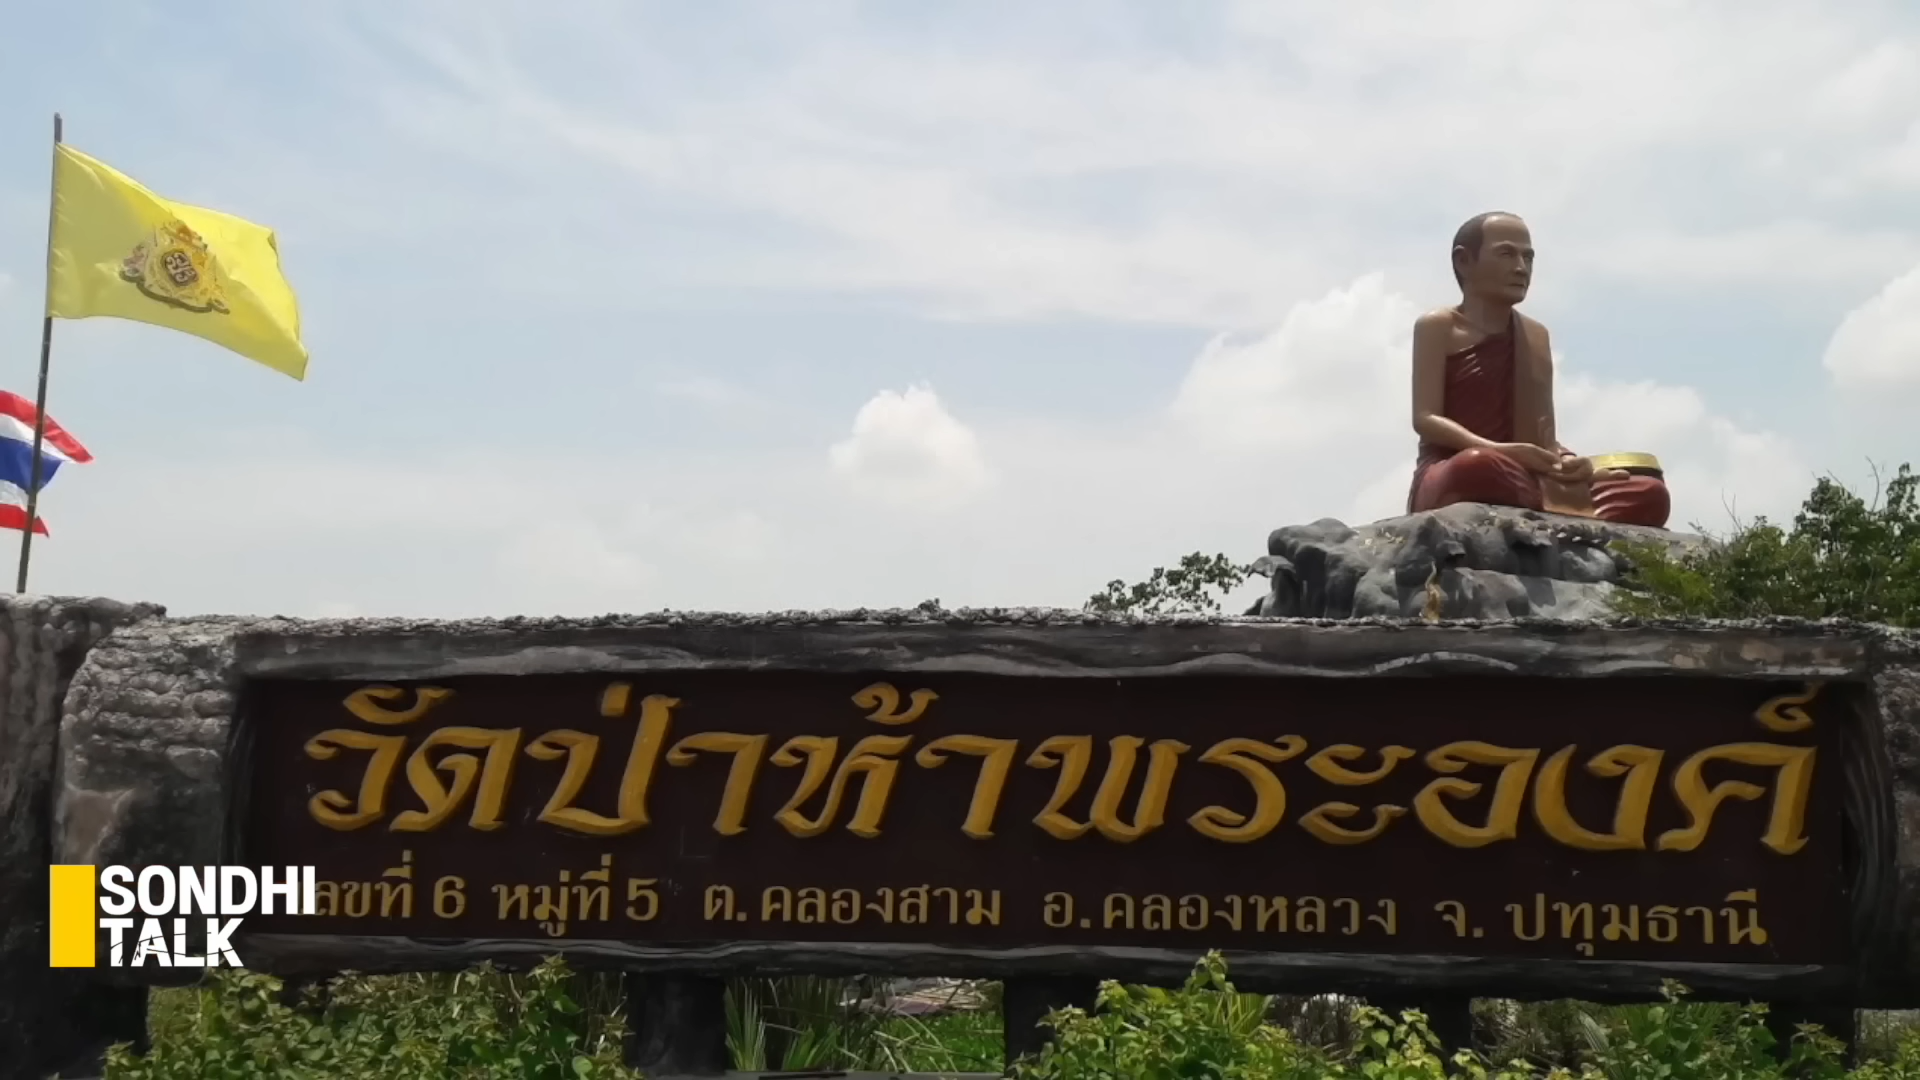 วัดป่าห้าพระองค์
เลขที่ 6 หมู่ที่ 5 ต.คลองสาม อ.คลองหลวง จ. ปทุมธานี
SONDHI
TALK